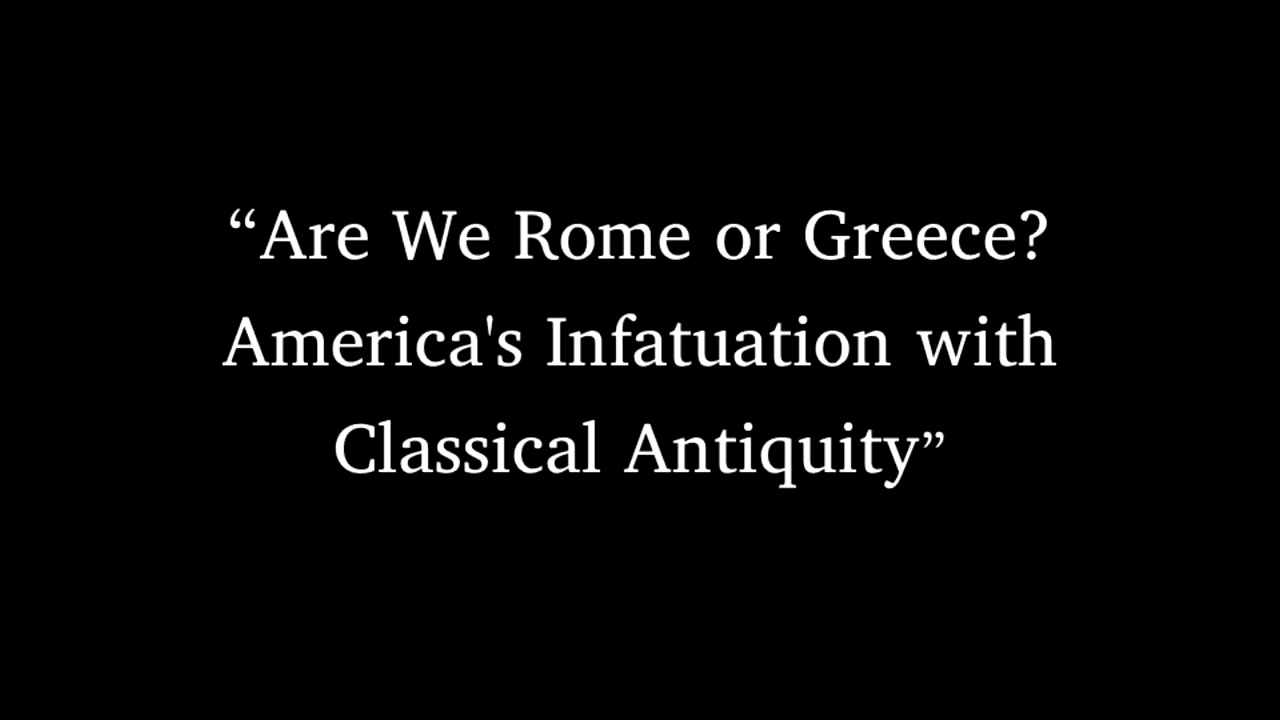 “Are We Rome or Greece?
America's Infatuation with
Classical Antiquity”